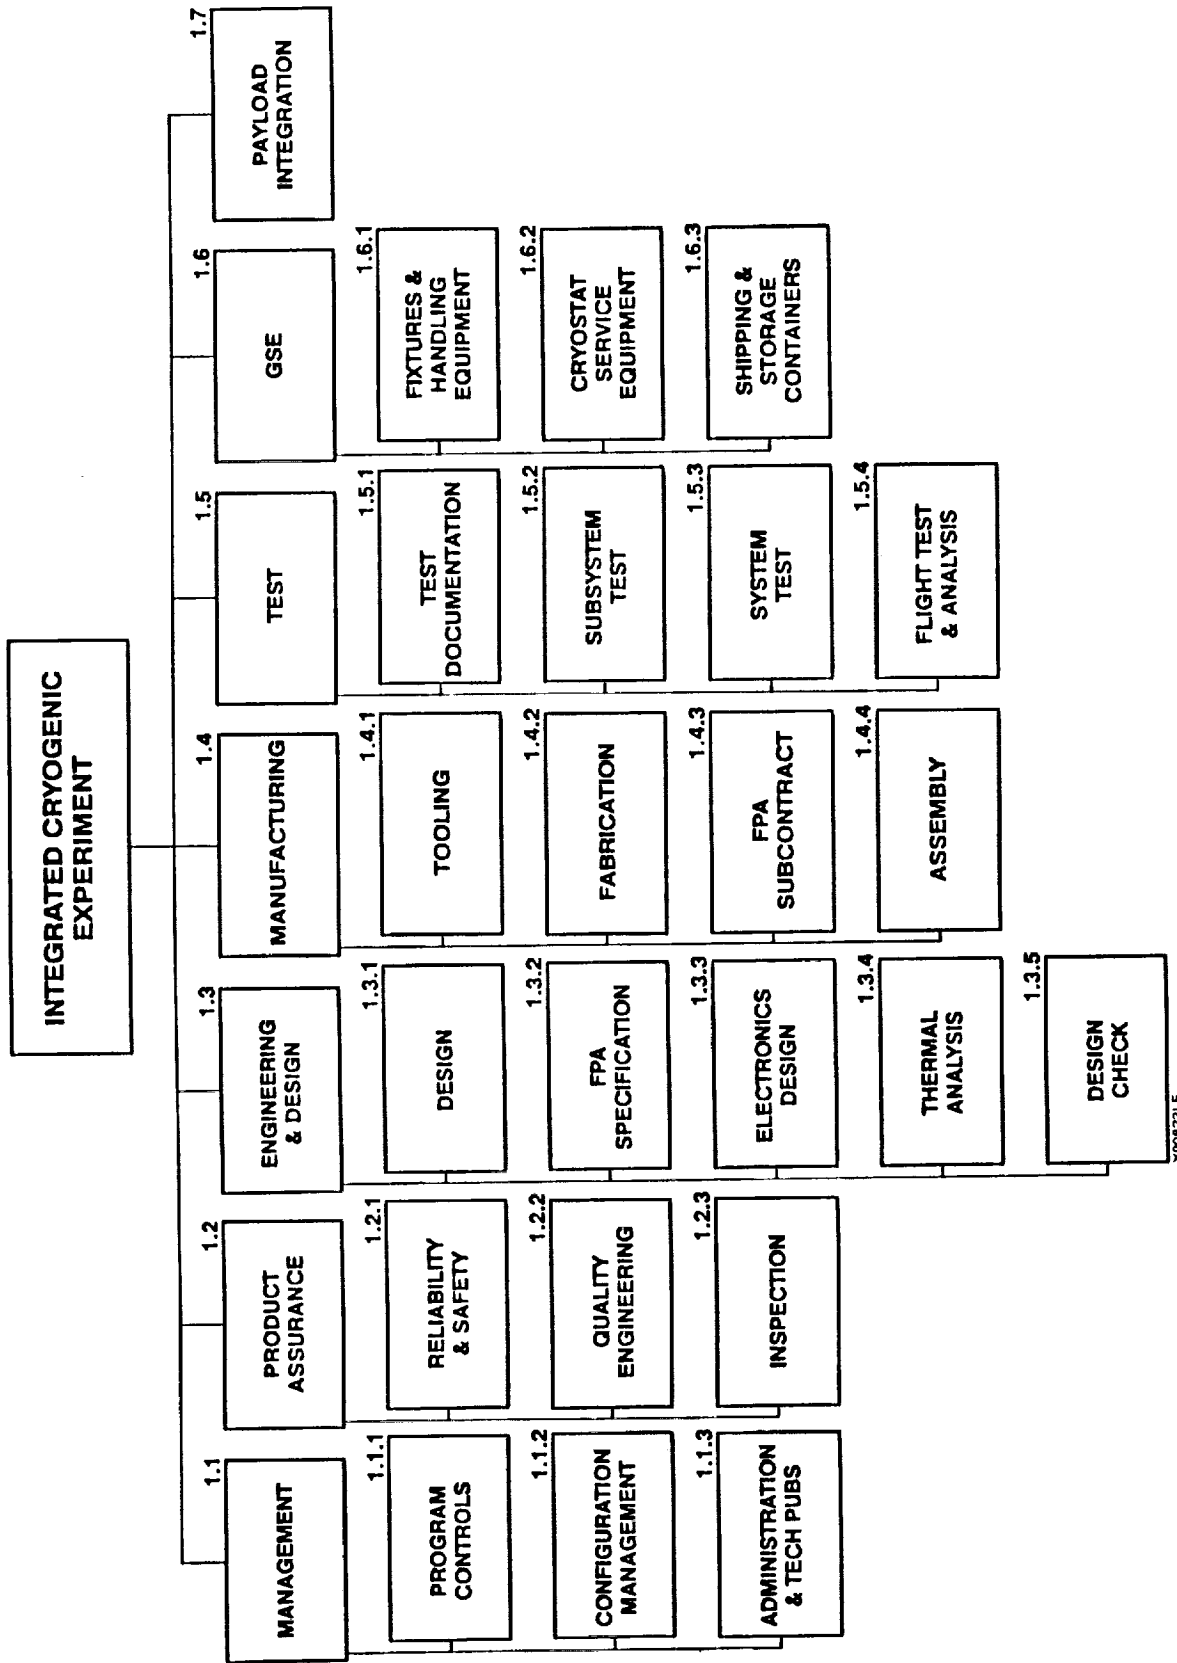 INTEGRATED CRYOGENIC
EXPERIMENT
1.1
MANAGEMENT
1.1.1
PROGRAM
CONTROLS
1.1.2
CONFIGURATION
MANAGEMENT
1.1.3
ADMINISTRATION
& TECH PUBS
1.2
PRODUCT
ASSURANCE
1.2.1
RELIABILITY
& SAFETY
1.2.2
QUALITY
ENGINEERING
1.2.3
INSPECTION
1.3
ENGINEERING
& DESIGN
1.3.1
DESIGN
1.3.2
FPA
SPECIFICATION
1.3.3
ELECTRONICS
DESIGN
1.3.4
THERMAL
ANALYSIS
1.3.5
DESIGN
CHECK
1.4
MANUFACTURING
1.4.1
TOOLING
1.4.2
FABRICATION
1.4.3
FPA
SUBCONTRACT
1.4.4
ASSEMBLY
1.5
TEST
1.5.1
TEST
DOCUMENTATION
1.5.2
SUBSYSTEM
TEST
1.5.3
SYSTEM
TEST
1.5.4
FLIGHT TEST
& ANALYSIS
1.6
GSE
1.6.1
FIXTURES &
HANDLING
EQUIPMENT
1.6.2
CRYOSTAT
SERVICE
EQUIPMENT
1.6.3
SHIPPING &
STORAGE
CONTAINERS
1.7
PAYLOAD
INTEGRATION